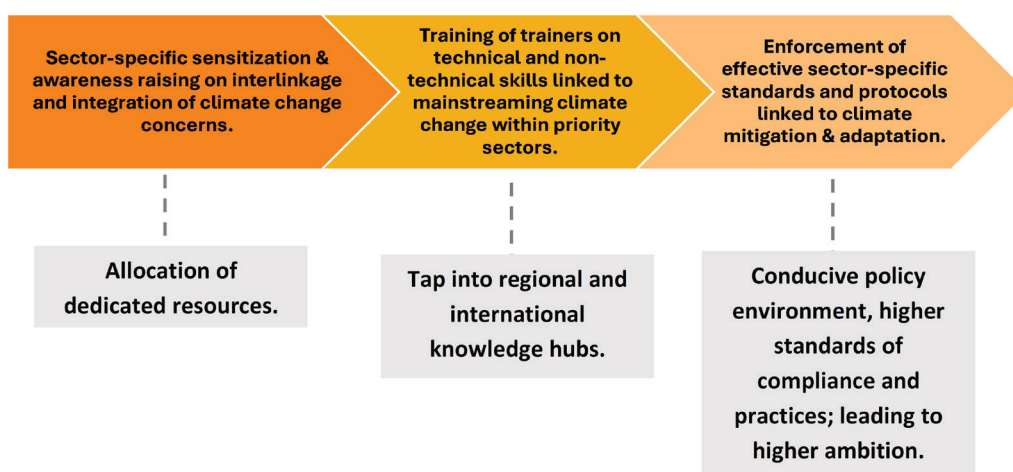 Sector-specific sensitization &
awareness raising on interlinkage
and integration of climate change
concerns.
Training of trainers on
technical and non-
technical skills linked to
mainstreaming climate
change within priority
sectors.
Enforcement of
effective sector-specific
standards and protocols
linked to climate
mitigation & adaptation.
Allocation of
dedicated resources.
Tap into regional and
international
knowledge hubs.
Conducive policy
environment, higher
standards of
compliance and
practices; leading to
higher ambition.